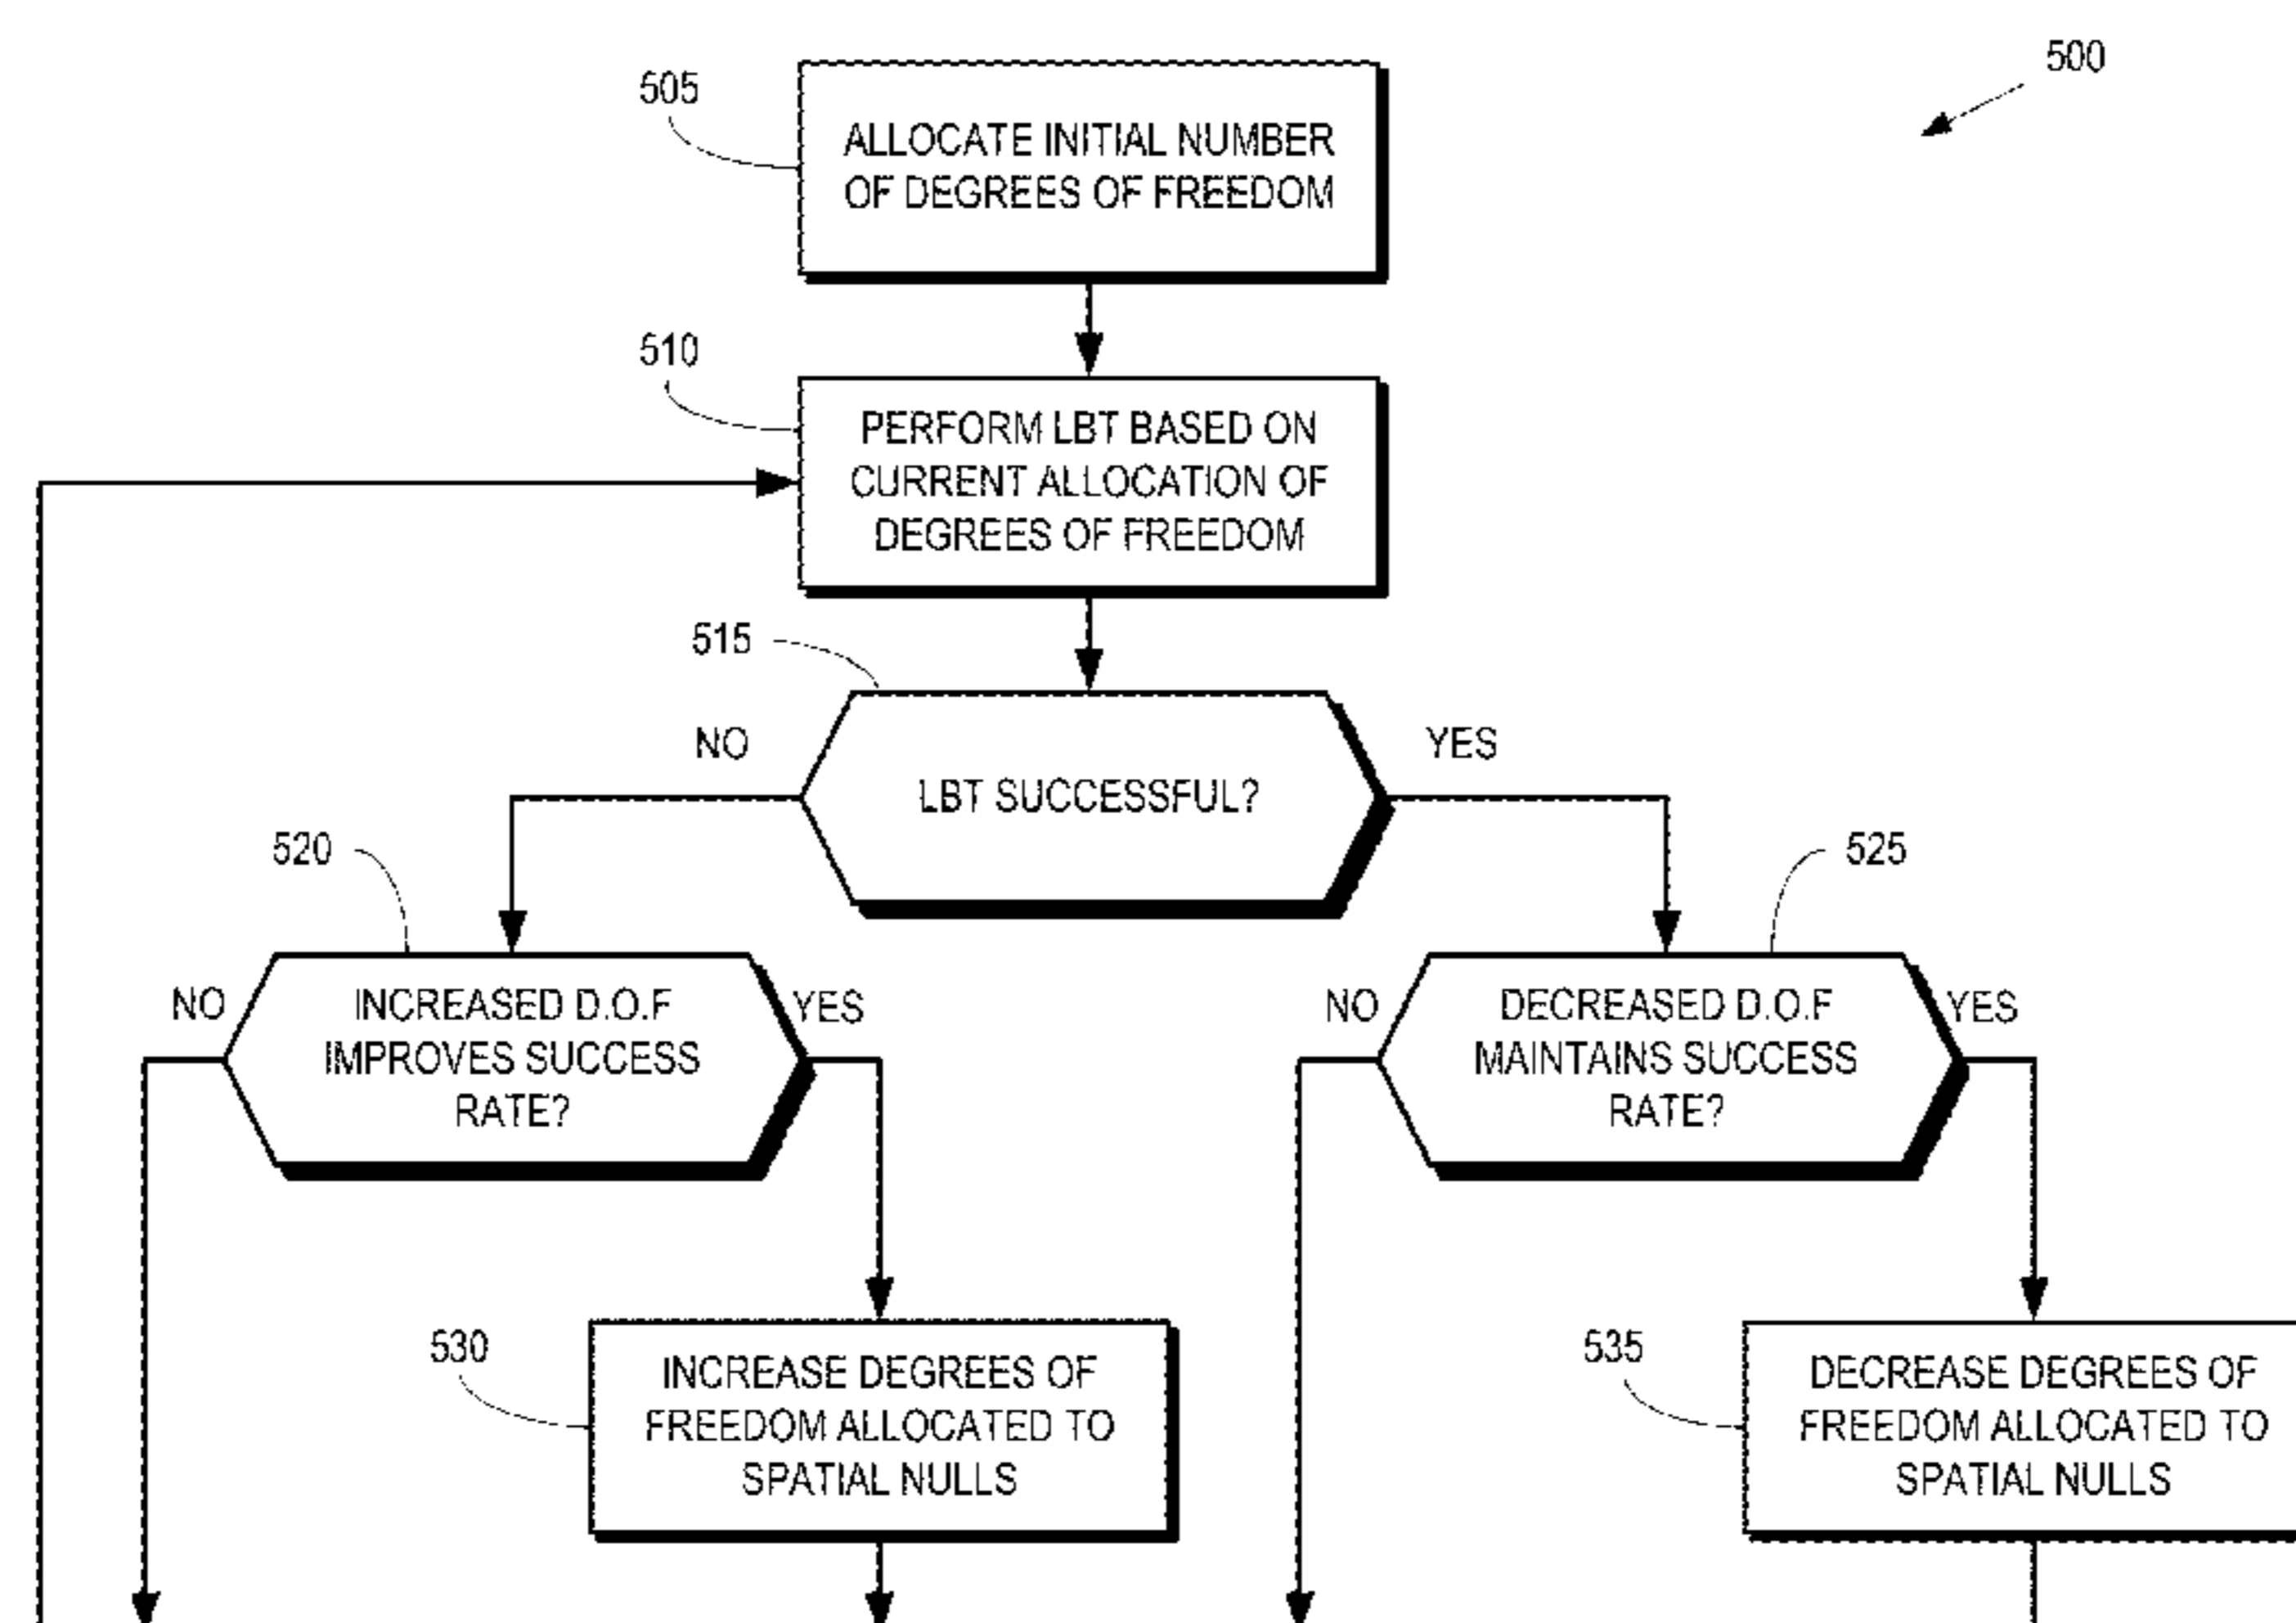 500
505
ALLOCATE INITIAL NUMBER
OF DEGREES OF FREEDOM
510
PERFORM LBT BASED ON
CURRENT ALLOCATION OF
DEGREES OF FREEDOM
515
NO
YES
LBT SUCCESSFUL?
520
525
NO
INCREASED D.O.F
IMPROVES SUCCESS
RATE?
YES
NO
DECREASED D.O.F
MAINTAINS SUCCESS
RATE?
YES
530
INCREASE DEGREES OF
FREEDOM ALLOCATED TO
SPATIAL NULLS
535
DECREASE DEGREES OF
FREEDOM ALLOCATED TO
SPATIAL NULLS